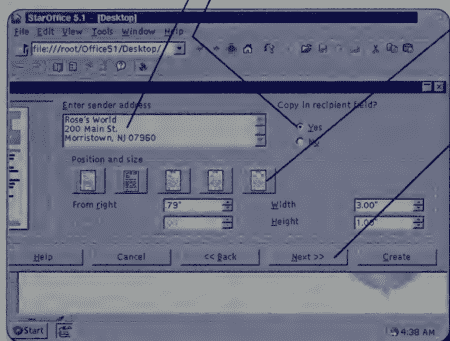 StarOffice 5.1 - [Desktop]
File Edit View Tools Window Help
file:///root/Office51/Desktop/
Enter sender address
Copy in recipient field?
Rose's World
200 Main St.
Morristown, NJ 07960
Yes
No
Position and size
From right
.79"
Width
3.00"
Height
Help Cancel << Back Next >> Create
Start
4:38 AM